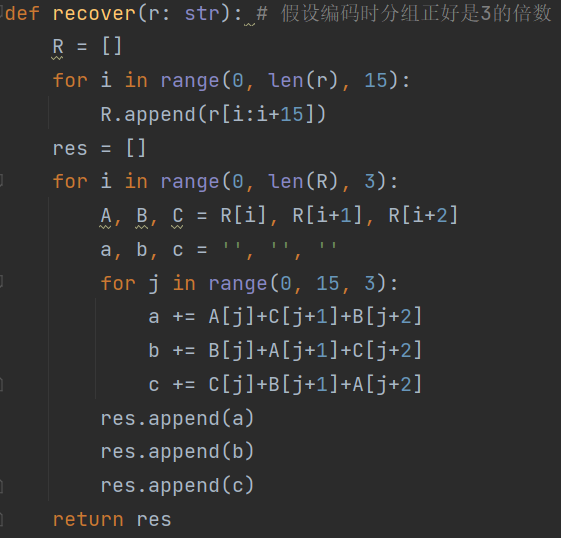 def recover(r: str): # 假设编码时分组正好是3的倍数
    R = []
    for i in range(0, len(r), 15):
        R.append(r[i:i+15])
    res = []
    for i in range(0, len(R), 3):
        A, B, C = R[i], R[i+1], R[i+2]
        a, b, c = '', '', ''
        for j in range(0, 15, 3):
            a += A[j]+C[j+1]+B[j+2]
            b += B[j]+A[j+1]+C[j+2]
            c += C[j]+B[j+1]+A[j+2]
        res.append(a)
        res.append(b)
        res.append(c)
    return res